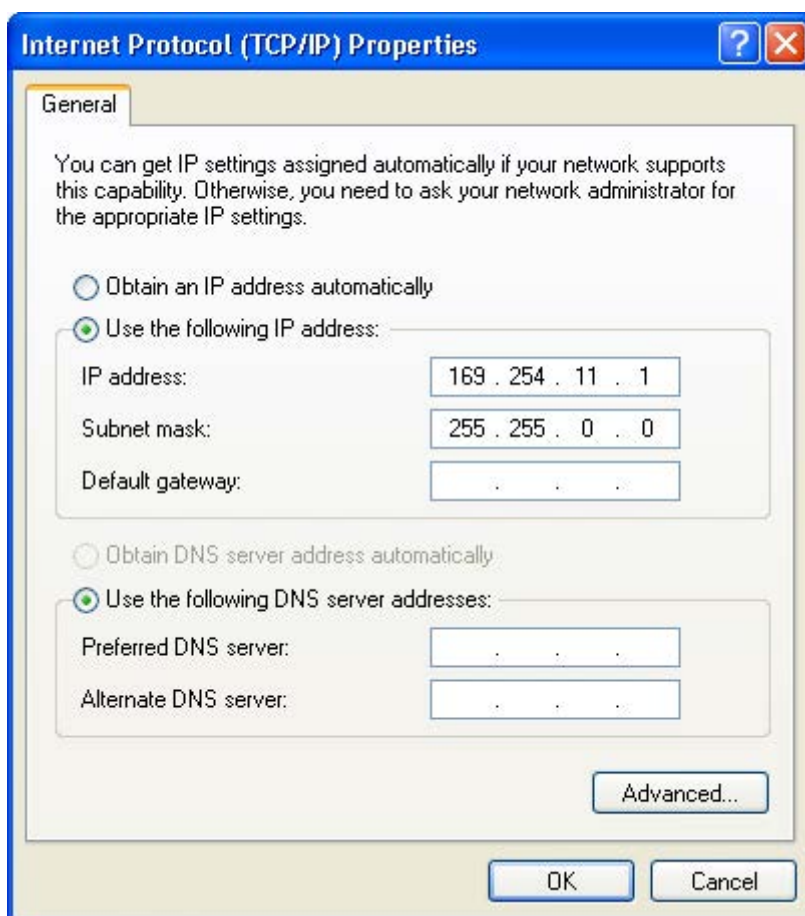 Internet Protocol (TCP/IP) Properties
General
You can get IP settings assigned automatically if your network supports
this capability. Otherwise, you need to ask your network administrator for
the appropriate IP settings.
Obtain an IP address automatically
Use the following IP address:
IP address: 169 . 254 . 11 . 1
Subnet mask: 255 . 255 . 0 . 0
Default gateway: . . .
Obtain DNS server address automatically
Use the following DNS server addresses:
Preferred DNS server: . . .
Alternate DNS server: . . .
Advanced...
OK Cancel